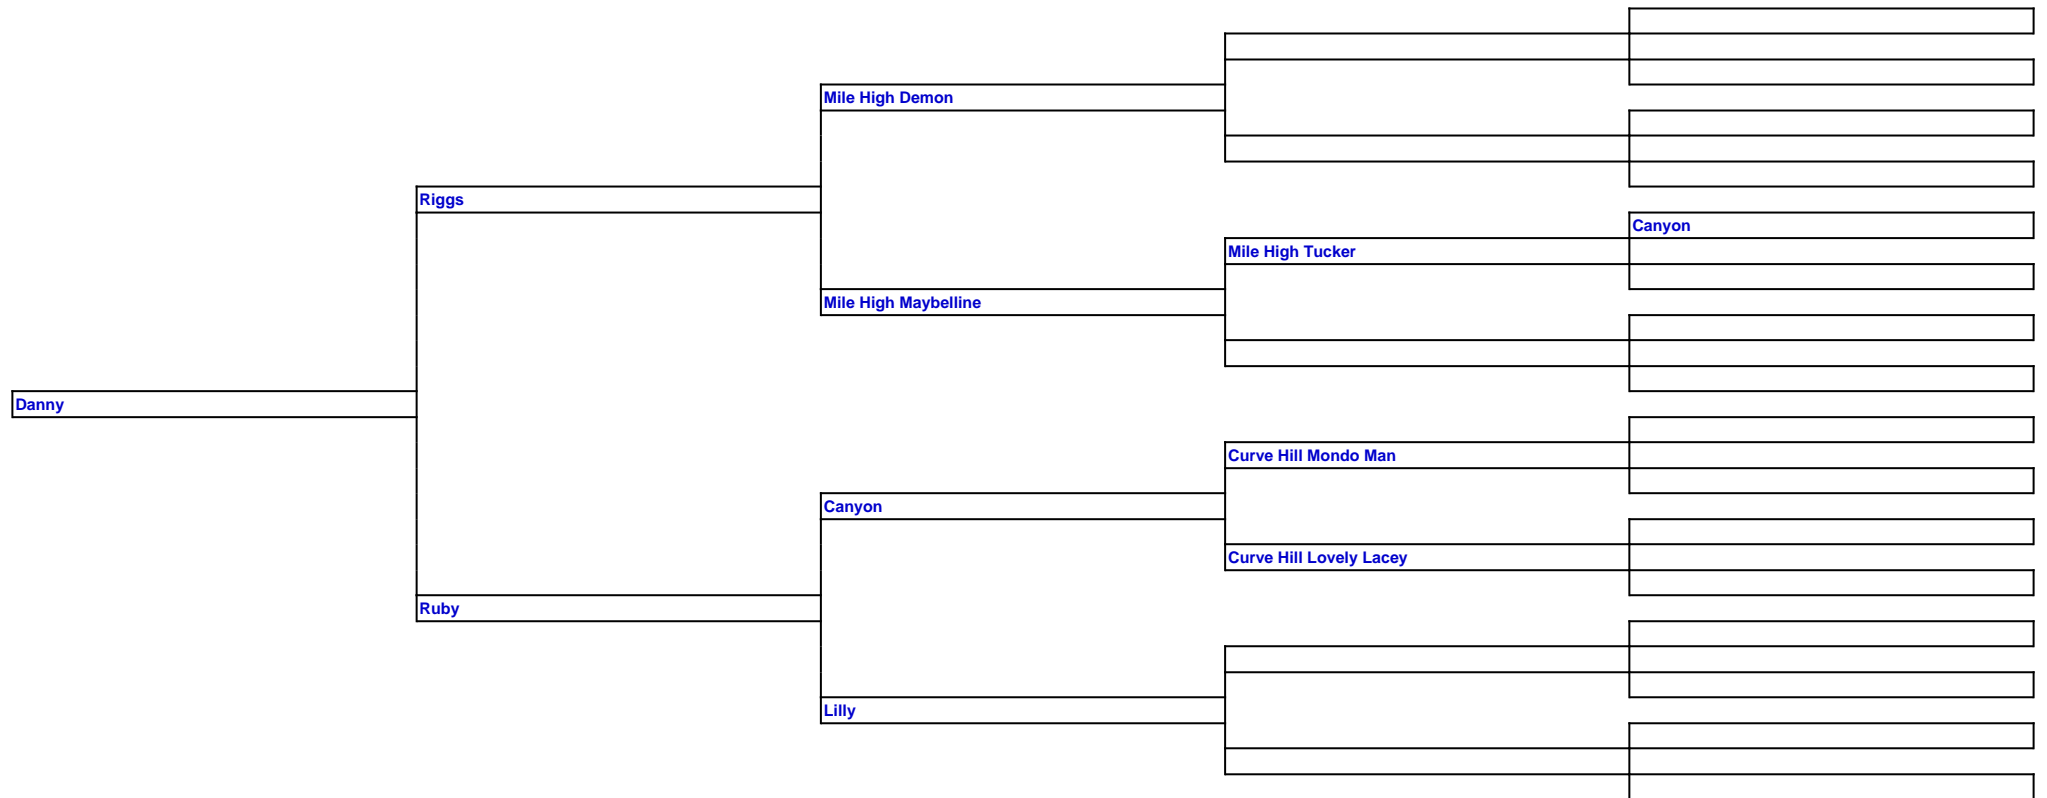 Mile High Demon
Riggs
Canyon
Mile High Tucker
Mile High Maybelline
Danny
Curve Hill Mondo Man
Canyon
Curve Hill Lovely Lacey
Ruby
Lilly